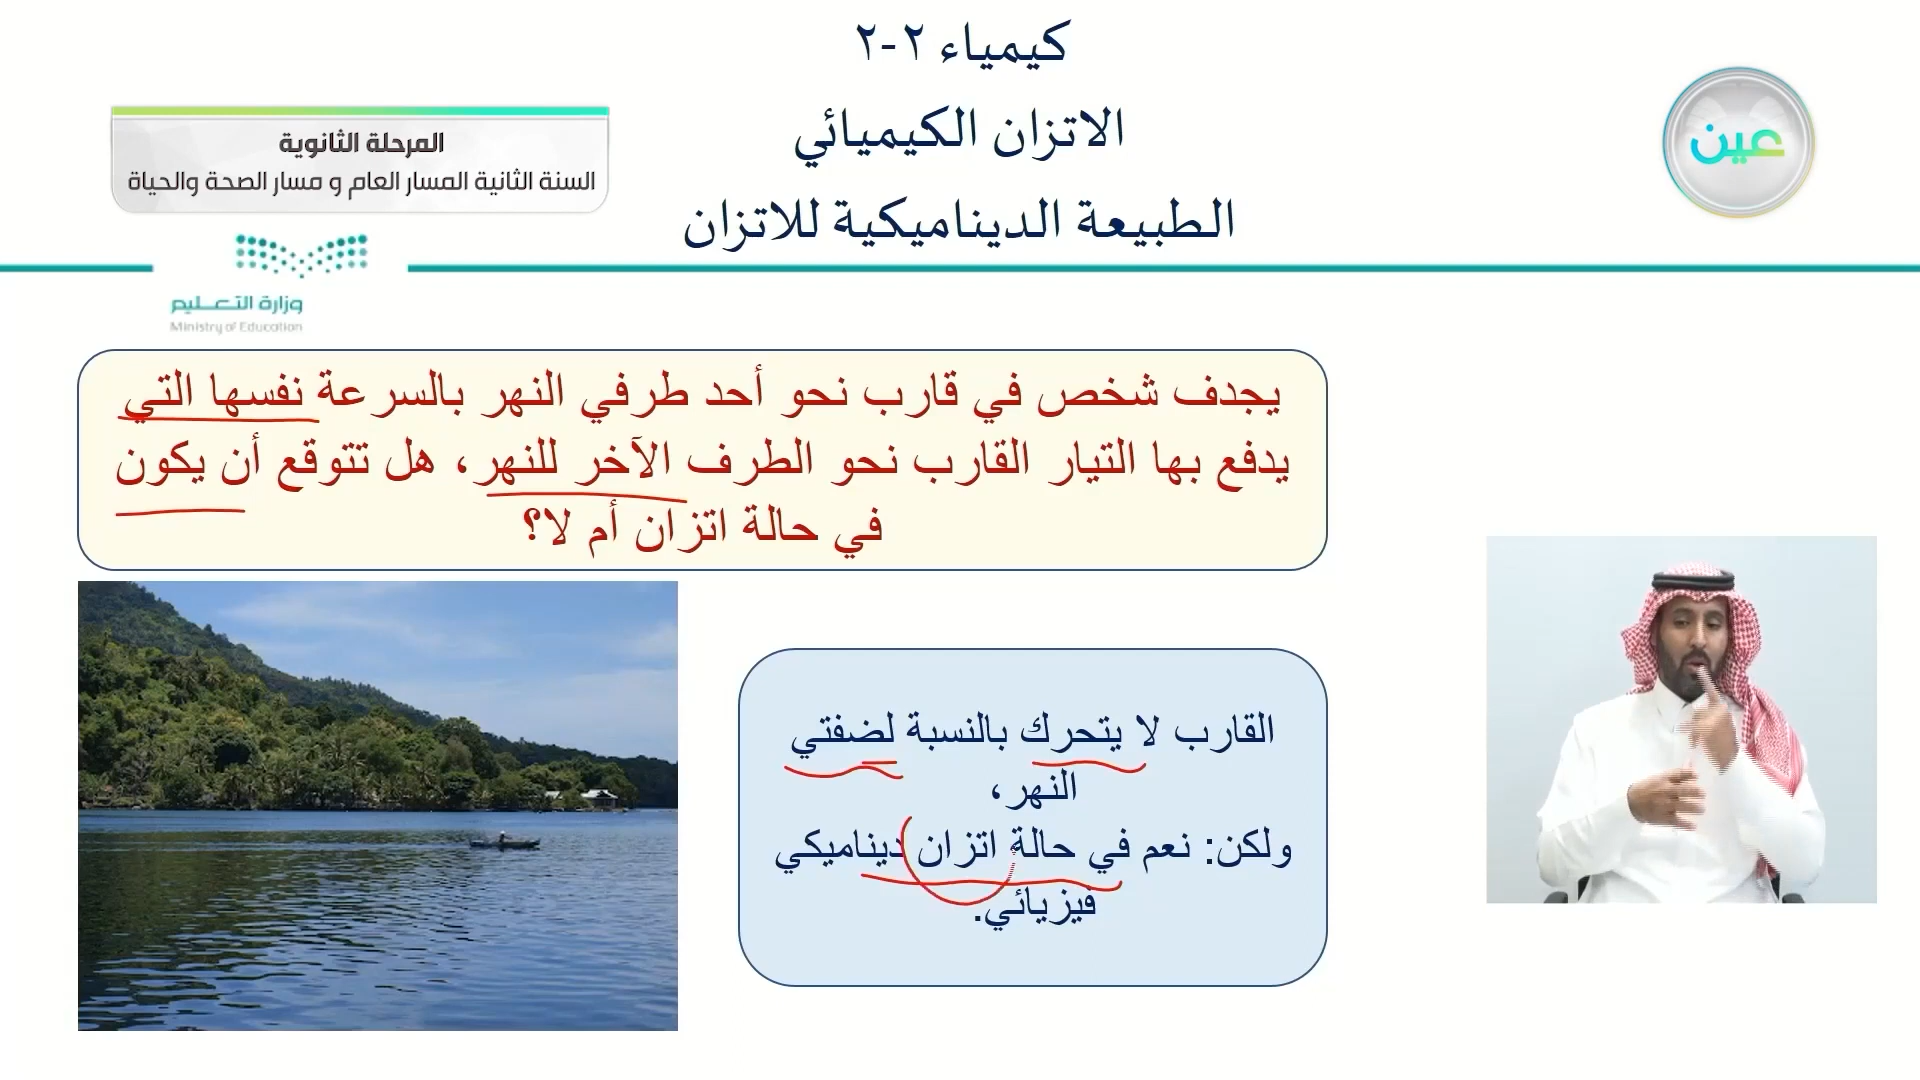 كيمياء ٢-٢
الاتزان الكيميائي
الطبيعة الديناميكية للاتزان
عين
المرحلة الثانوية
السنة الثانية المسار العام و مسار الصحة والحياة
وزارة التعـــليم
Ministry of Education
يجدف شخص في قارب نحو أحد طرفي النهر بالسرعة نفسها التي
يدفع بها التيار القارب نحو الطرف الآخر للنهر، هل تتوقع أن يكون
في حالة اتزان أم لا؟
القارب لا يتحرك بالنسبة لضفتي
النهر،
ولكن: نعم في حالة اتزان ديناميكي
فيزيائي.